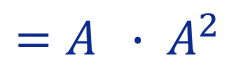 = A · A²